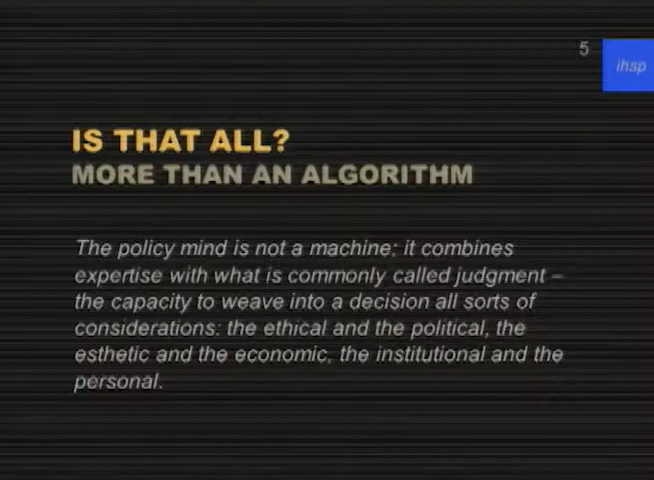 5
ihsp
IS THAT ALL?
MORE THAN AN ALGORITHM
The policy mind is not a machine; it combines
expertise with what is commonly called judgment –
the capacity to weave into a decision all sorts of
considerations: the ethical and the political, the
esthetic and the economic, the institutional and the
personal.